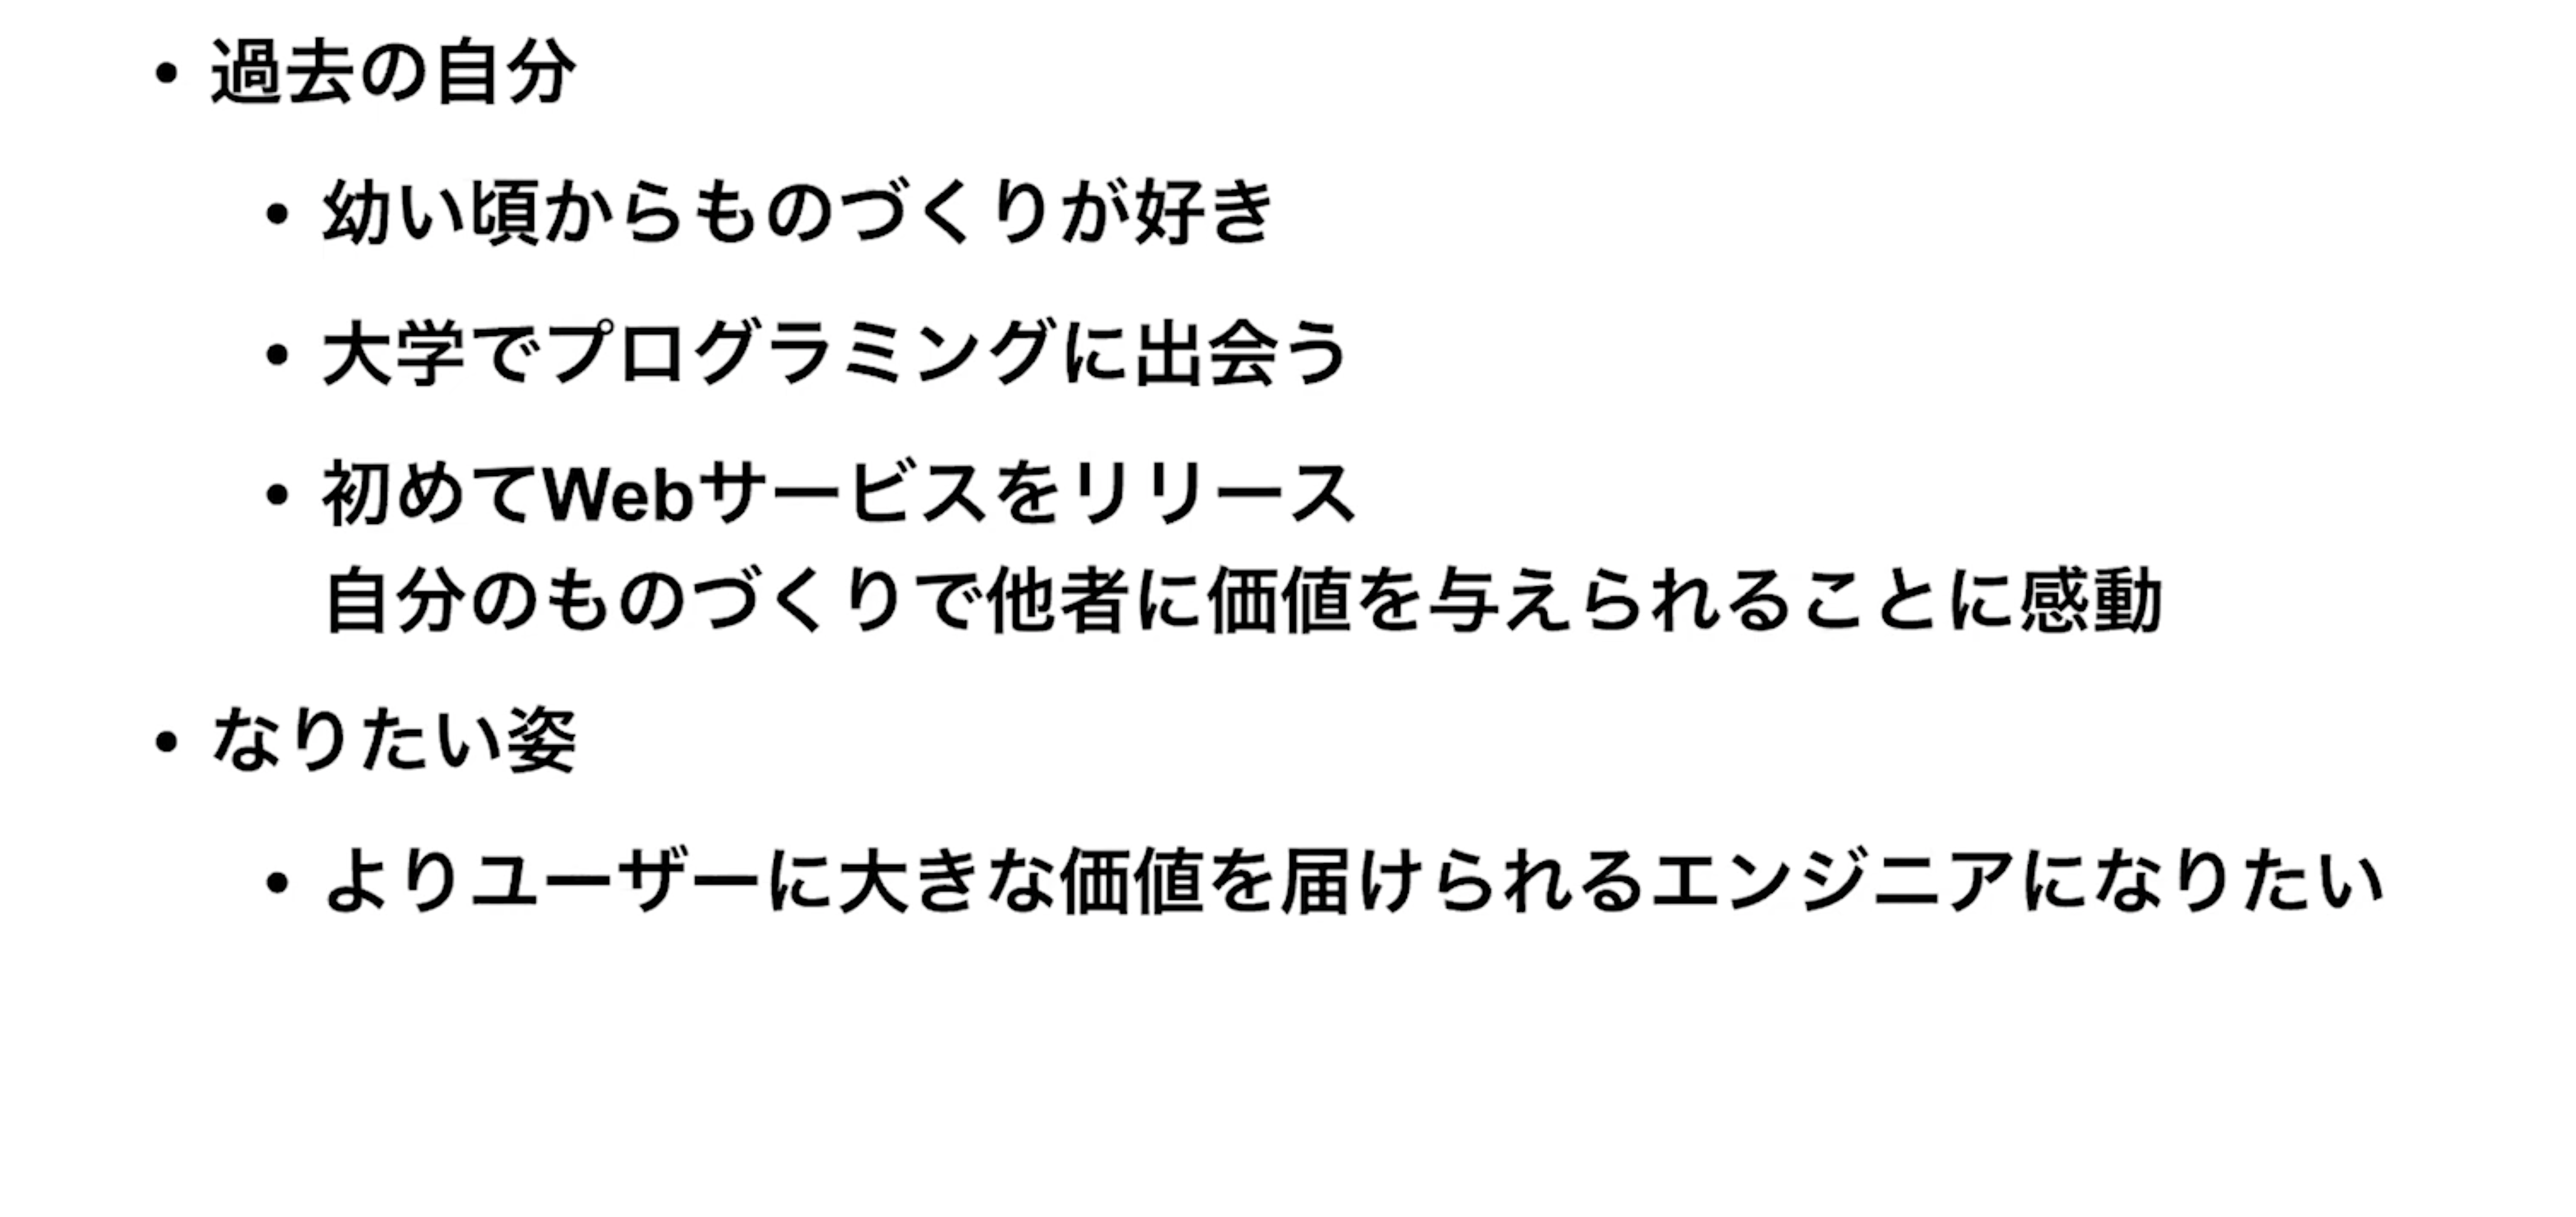 • 過去の自分
• 幼い頃からものづくりが好き
• 大学でプログラミングに出会う
• 初めてWebサービスをリリース
自分のものづくりで他者に価値を与えられることに感動
• なりたい姿
• よりユーザーに大きな価値を届けられるエンジニアになりたい